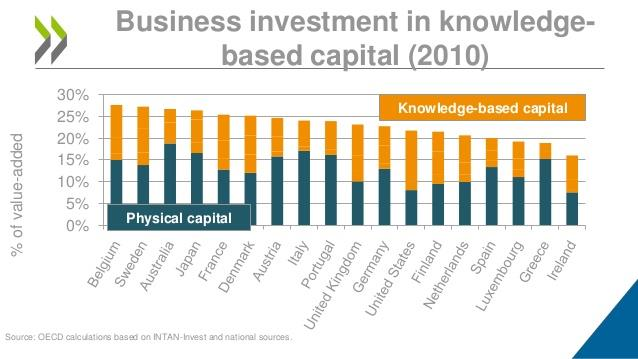 Business investment in knowledge-
based capital (2010)
% of value-added
30%
25%
20%
15%
10%
5%
0%
Knowledge-based capital
Physical capital
Belgium
Sweden
Australia
Japan
France
Denmark
Austria
Italy
Portugal
United Kingdom
Germany
United States
Finland
Netherlands
Spain
Luxembourg
Greece
Ireland
Source: OECD calculations based on INTAN-Invest and national sources.